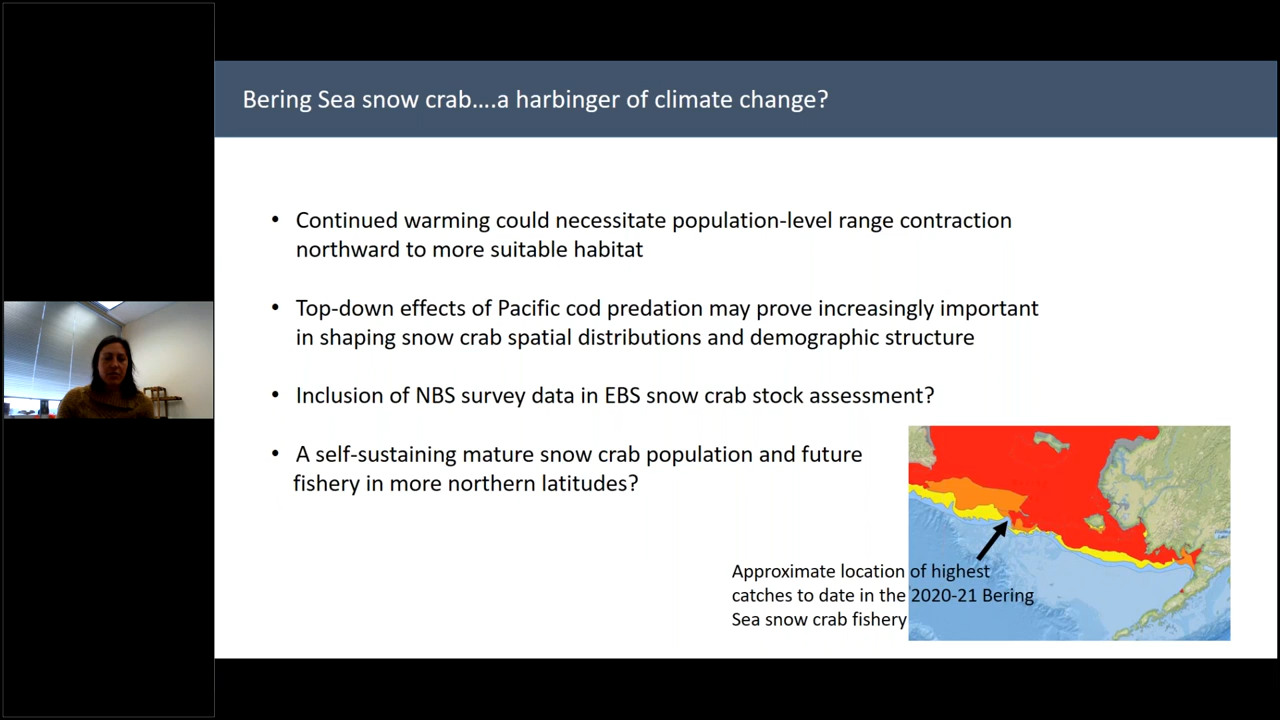 Bering Sea snow crab....a harbinger of climate change?
• Continued warming could necessitate population-level range contraction
northward to more suitable habitat
• Top-down effects of Pacific cod predation may prove increasingly important
in shaping snow crab spatial distributions and demographic structure
• Inclusion of NBS survey data in EBS snow crab stock assessment?
• A self-sustaining mature snow crab population and future
fishery in more northern latitudes?
Approximate location of highest
catches to date in the 2020-21 Bering
Sea snow crab fishery